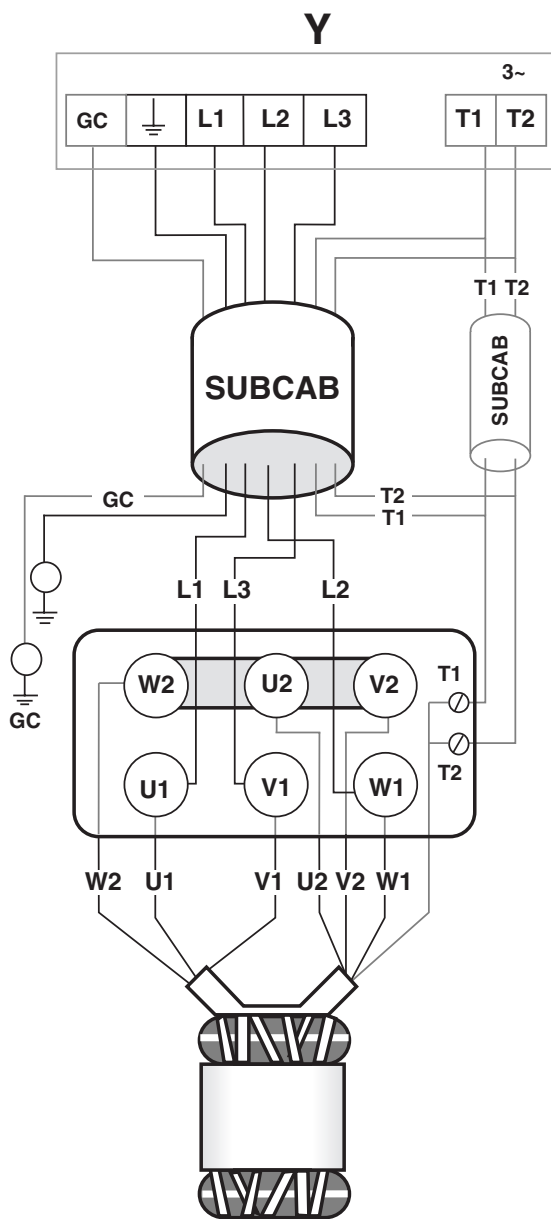 Y
3~
GC L1 L2 L3 T1 T2
T1 T2
SUBCAB
SUBCAB
GC
T2
T1
L1 L3 L2
W2 U2 V2 T1
GC
T2
U1 V1 W1
W2 U1 V1 U2 V2 W1